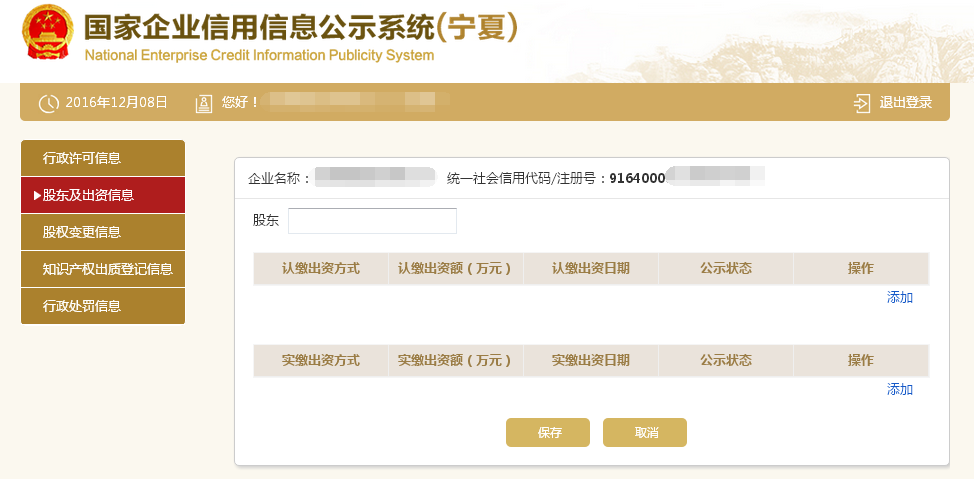 国家企业信用信息公示系统(宁夏)
National Enterprise Credit Information Publicity System
2016年12月08日 您好！ 退出登录
行政许可信息
股东及出资信息
股权变更信息
知识产权出质登记信息
行政处罚信息
企业名称： 统一社会信用代码/注册号：9164000
股东
认缴出资方式 认缴出资额（万元） 认缴出资日期 公示状态 操作
添加
实缴出资方式 实缴出资额（万元） 实缴出资日期 公示状态 操作
添加
保存 取消